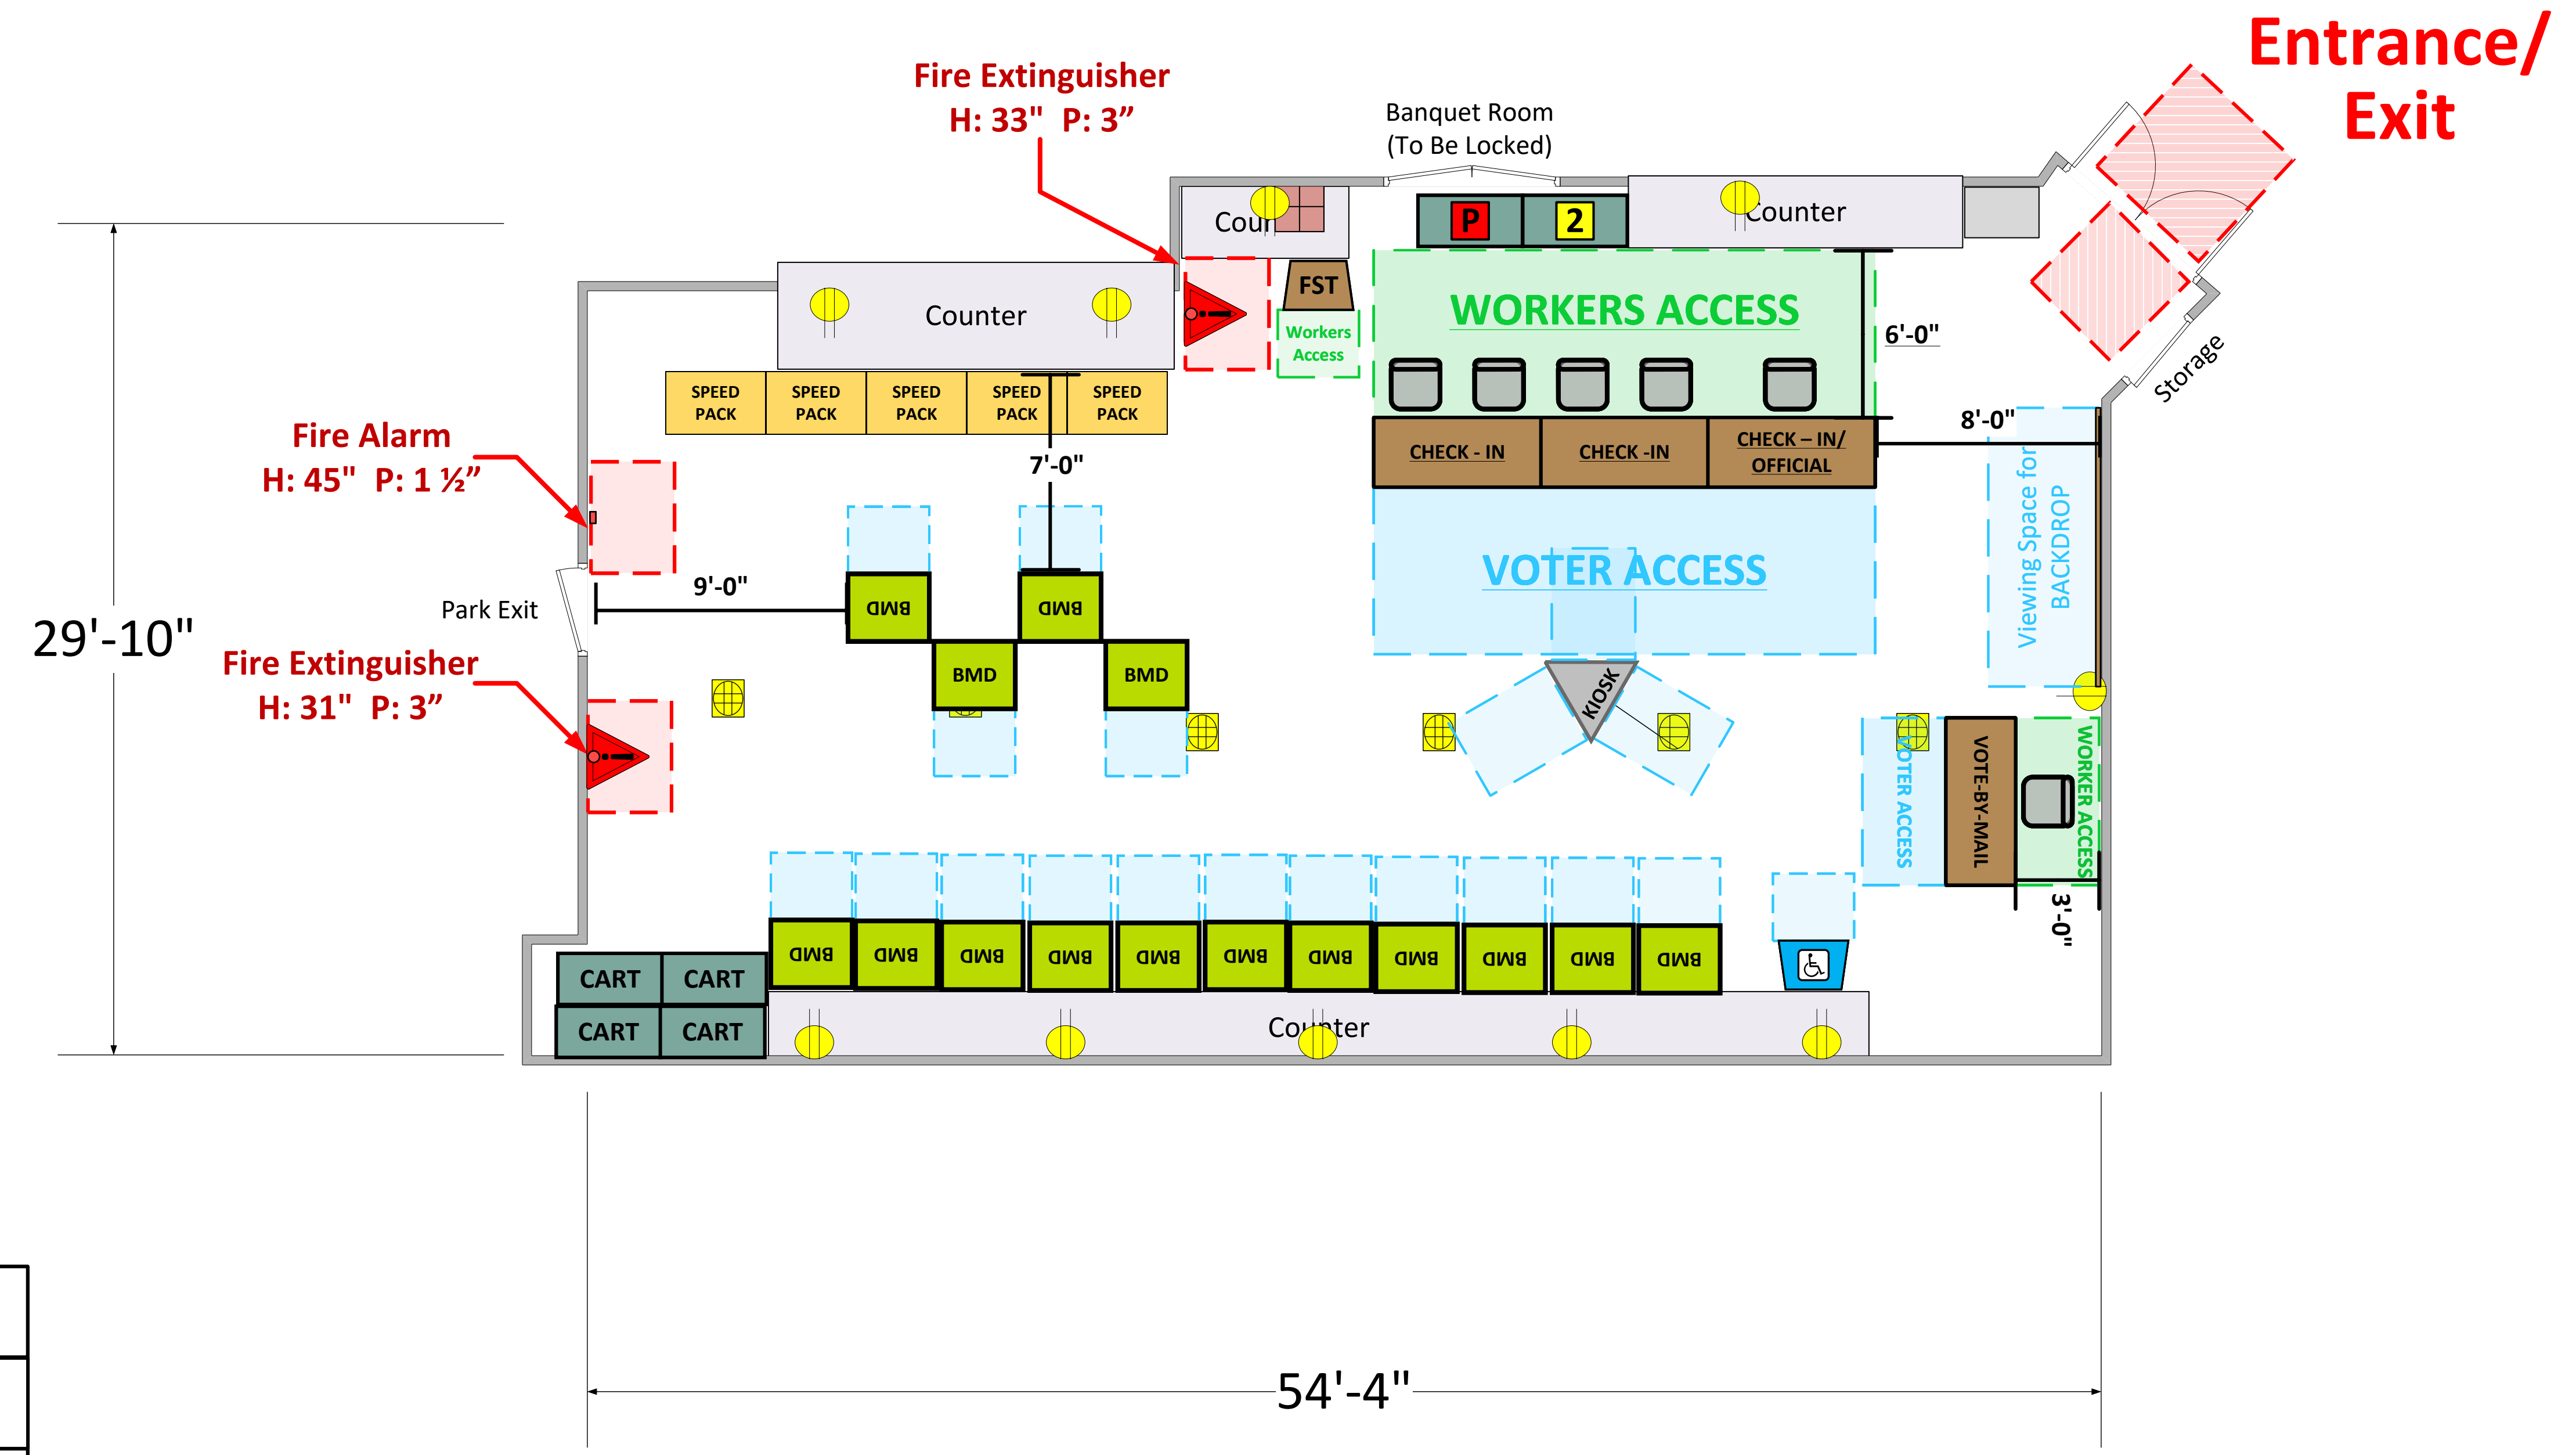 Entrance/
Exit
Fire Extinguisher
H: 33" P: 3”
Banquet Room
(To Be Locked)
Counter
P
2
Counter
FST
Workers
Access
WORKERS ACCESS
6'-0"
Storage
Counter
SPEED
PACK
SPEED
PACK
SPEED
PACK
SPEED
PACK
SPEED
PACK
Fire Alarm
H: 45" P: 1 ½”
7'-0"
CHECK - IN
CHECK -IN
CHECK – IN/
OFFICIAL
8'-0"
Viewing Space for
BACKDROP
VOTER ACCESS
Park Exit
9'-0"
BMD
BMD
BMD
BMD
29'-10"
Fire Extinguisher
H: 31" P: 3”
KIOSK
VOTER ACCESS
VOTE-BY-MAIL
WORKER ACCESS
3'-0"
BMD
BMD
BMD
BMD
BMD
BMD
BMD
BMD
BMD
BMD
BMD
CART
CART
CART
CART
Counter
54'-4"